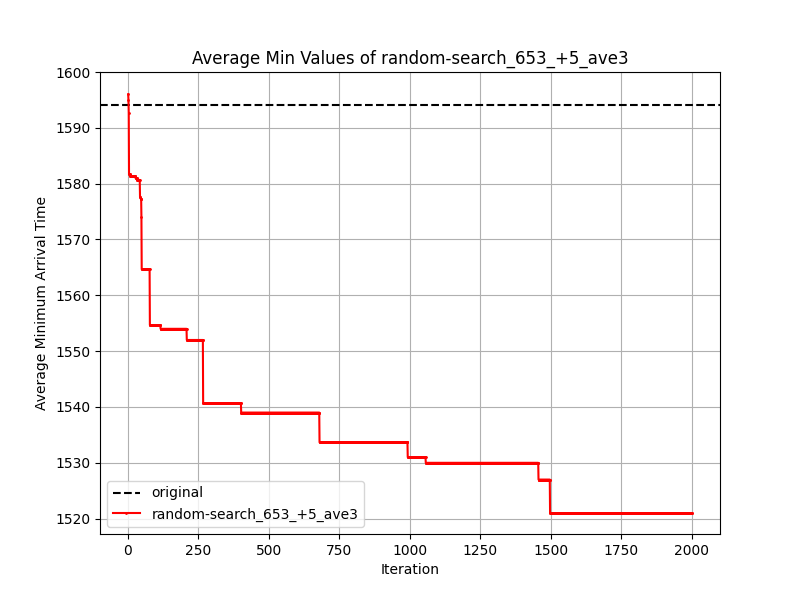 Average Min Values of random-search_653_+5_ave3
Average Minimum Arrival Time
1600
1590
1580
1570
1560
1550
1540
1530
1520
original
random-search_653_+5_ave3
0 250 500 750 1000 1250 1500 1750 2000
Iteration